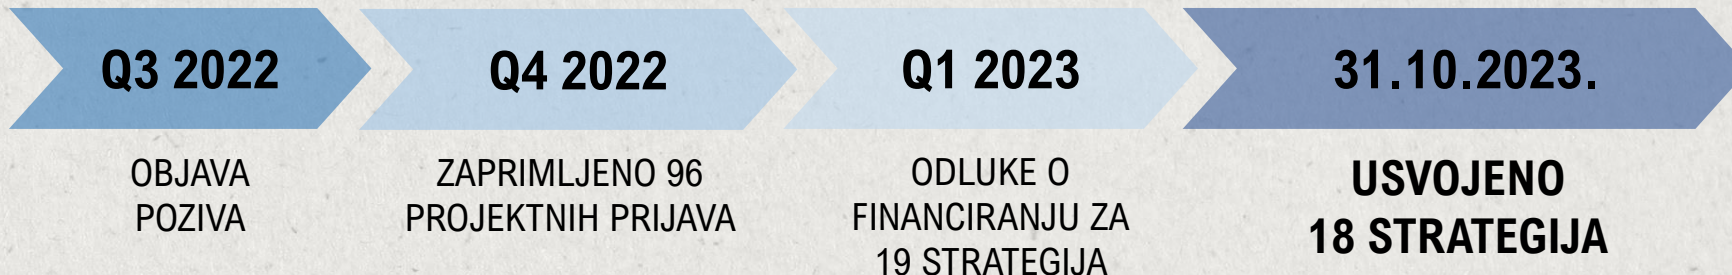 Q3 2022
OBJAVA
POZIVA
Q4 2022
ZAPRIMLJENO 96
PROJEKTNIH PRIJAVA
Q1 2023
ODLUKE O
FINANCIRANJU ZA
19 STRATEGIJA
31.10.2023.
USVOJENO
18 STRATEGIJA